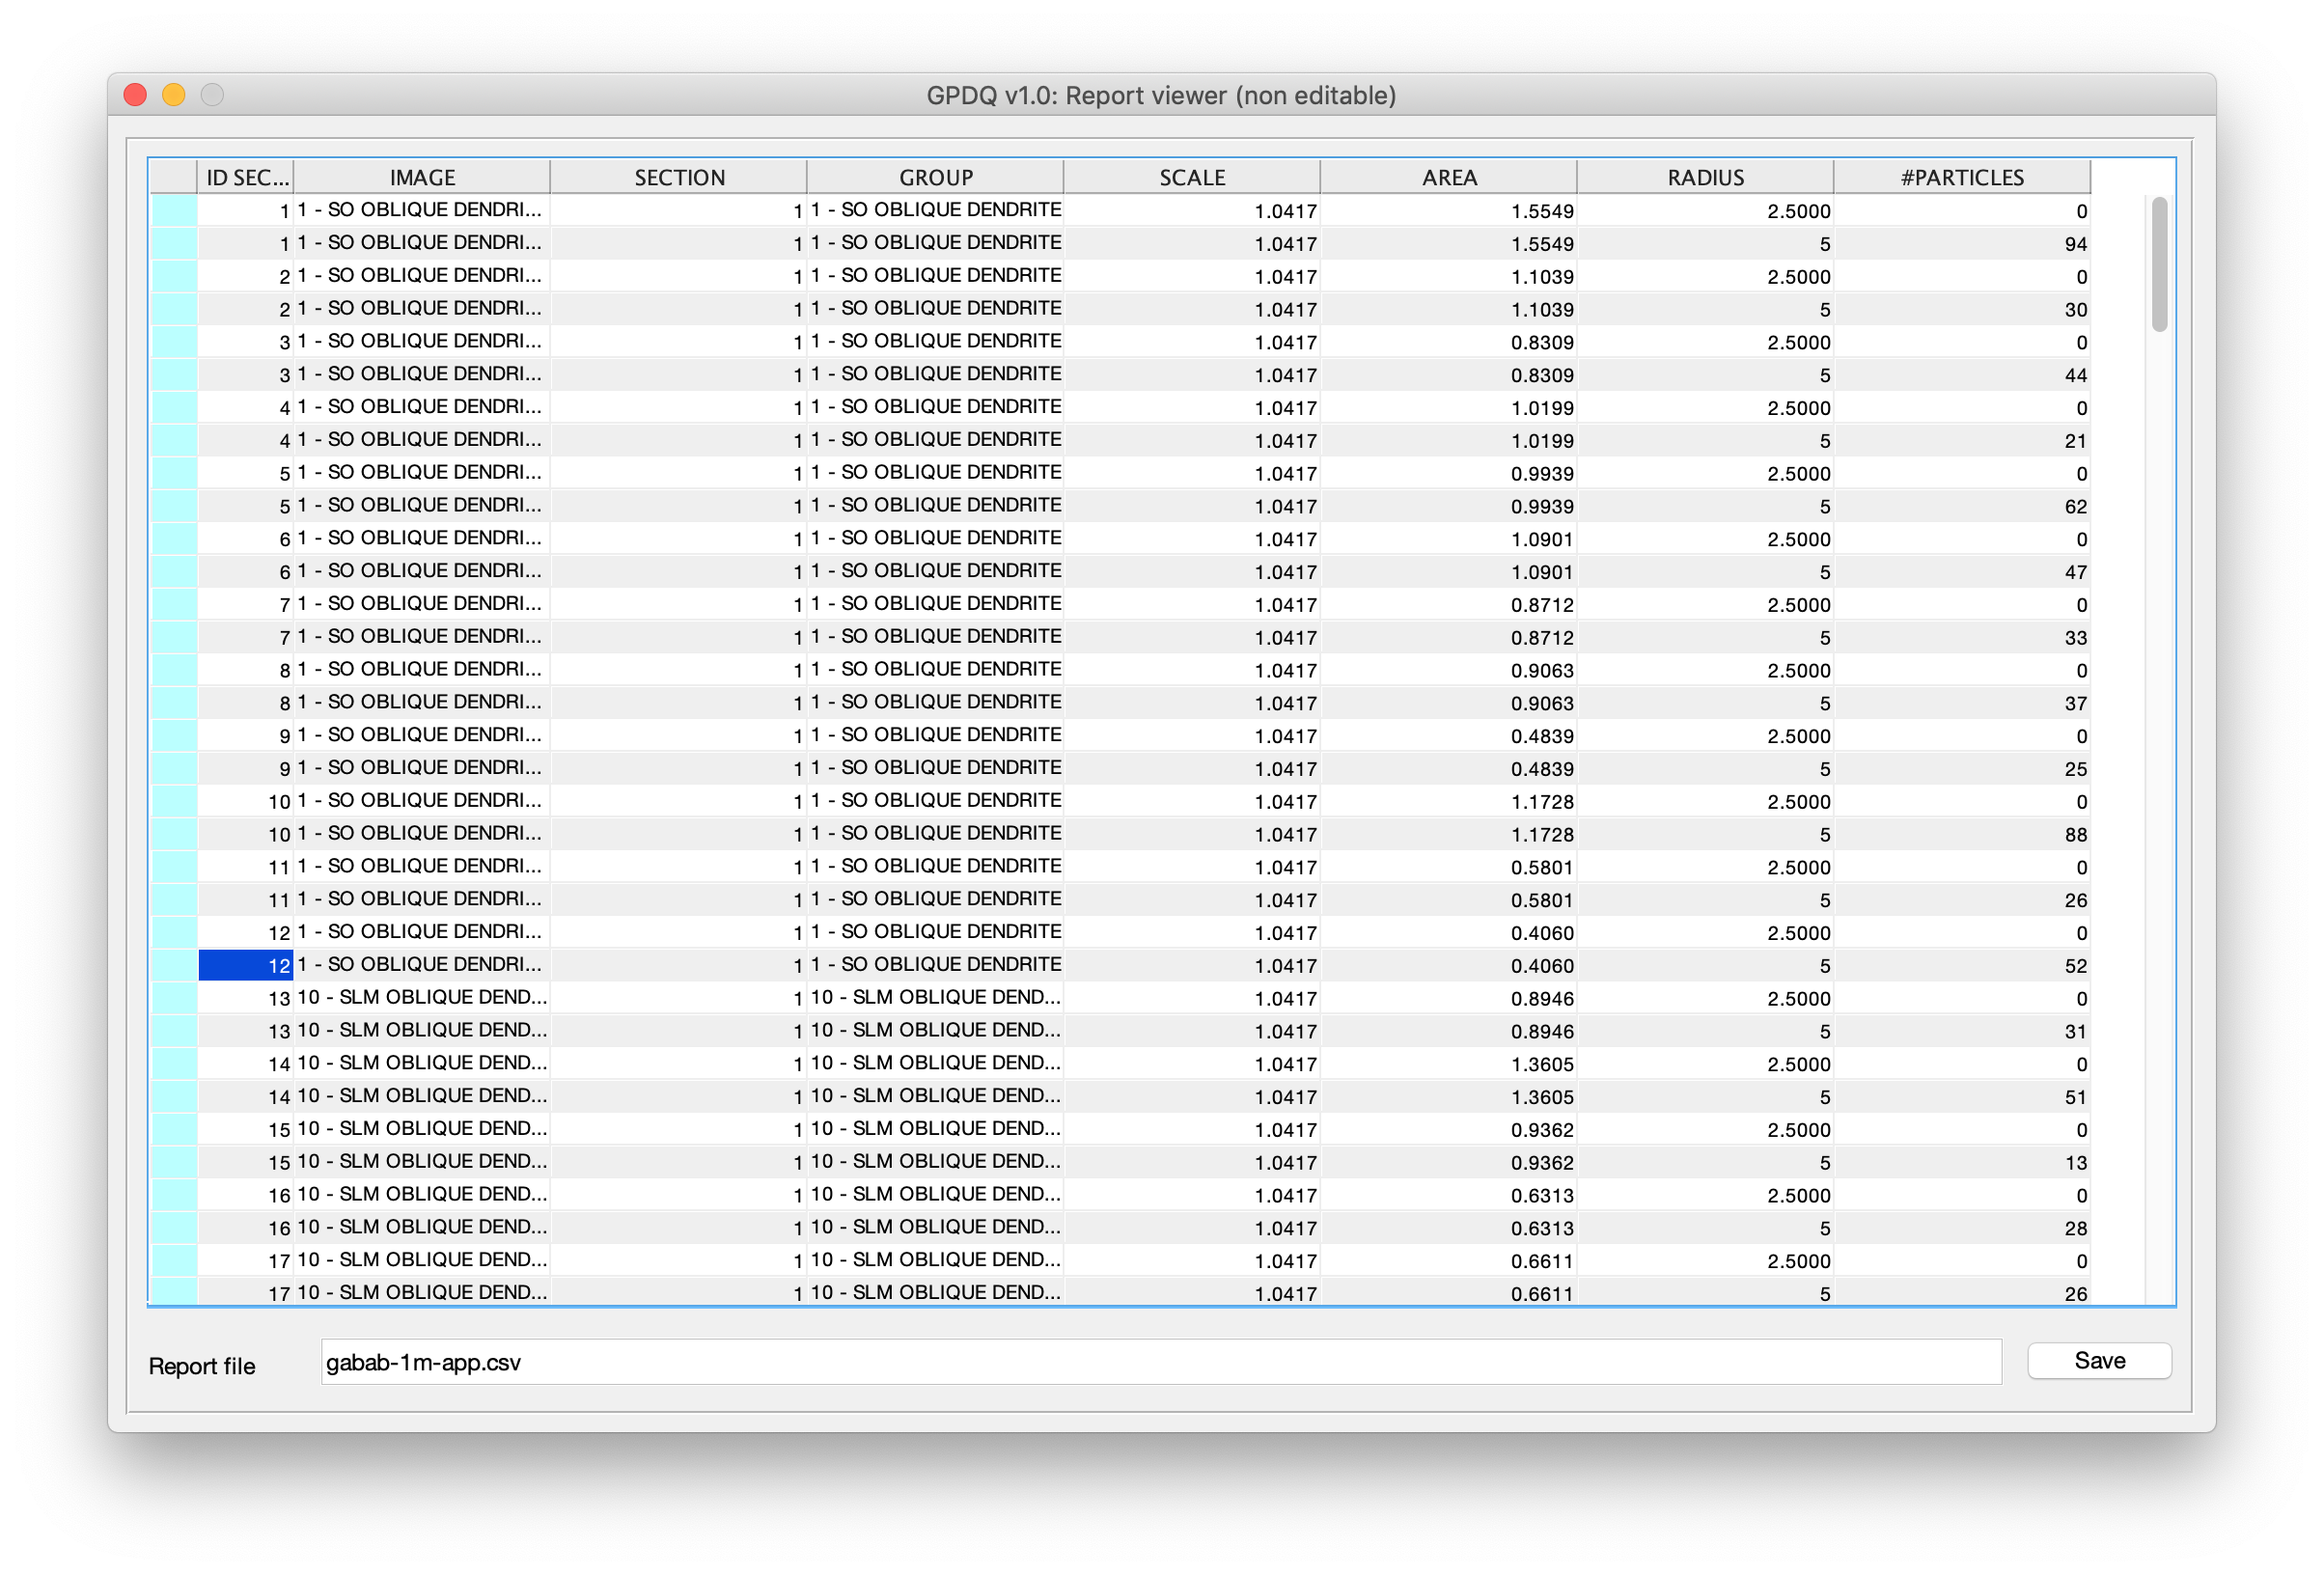 GPDQ v1.0: Report viewer (non editable)
ID SEC... IMAGE SECTION GROUP SCALE AREA RADIUS #PARTICLES
1 1 - SO OBLIQUE DENDRI... 1 1 - SO OBLIQUE DENDRITE 1.0417 1.5549 2.5000 0
1 1 - SO OBLIQUE DENDRI... 1 1 - SO OBLIQUE DENDRITE 1.0417 1.5549 5 94
2 1 - SO OBLIQUE DENDRI... 1 1 - SO OBLIQUE DENDRITE 1.0417 1.1039 2.5000 0
2 1 - SO OBLIQUE DENDRI... 1 1 - SO OBLIQUE DENDRITE 1.0417 1.1039 5 30
3 1 - SO OBLIQUE DENDRI... 1 1 - SO OBLIQUE DENDRITE 1.0417 0.8309 2.5000 0
3 1 - SO OBLIQUE DENDRI... 1 1 - SO OBLIQUE DENDRITE 1.0417 0.8309 5 44
4 1 - SO OBLIQUE DENDRI... 1 1 - SO OBLIQUE DENDRITE 1.0417 1.0199 2.5000 0
4 1 - SO OBLIQUE DENDRI... 1 1 - SO OBLIQUE DENDRITE 1.0417 1.0199 5 21
5 1 - SO OBLIQUE DENDRI... 1 1 - SO OBLIQUE DENDRITE 1.0417 0.9939 2.5000 0
5 1 - SO OBLIQUE DENDRI... 1 1 - SO OBLIQUE DENDRITE 1.0417 0.9939 5 62
6 1 - SO OBLIQUE DENDRI... 1 1 - SO OBLIQUE DENDRITE 1.0417 1.0901 2.5000 0
6 1 - SO OBLIQUE DENDRI... 1 1 - SO OBLIQUE DENDRITE 1.0417 1.0901 5 47
7 1 - SO OBLIQUE DENDRI... 1 1 - SO OBLIQUE DENDRITE 1.0417 0.8712 2.5000 0
7 1 - SO OBLIQUE DENDRI... 1 1 - SO OBLIQUE DENDRITE 1.0417 0.8712 5 33
8 1 - SO OBLIQUE DENDRI... 1 1 - SO OBLIQUE DENDRITE 1.0417 0.9063 2.5000 0
8 1 - SO OBLIQUE DENDRI... 1 1 - SO OBLIQUE DENDRITE 1.0417 0.9063 5 37
9 1 - SO OBLIQUE DENDRI... 1 1 - SO OBLIQUE DENDRITE 1.0417 0.4839 2.5000 0
9 1 - SO OBLIQUE DENDRI... 1 1 - SO OBLIQUE DENDRITE 1.0417 0.4839 5 25
10 1 - SO OBLIQUE DENDRI... 1 1 - SO OBLIQUE DENDRITE 1.0417 1.1728 2.5000 0
10 1 - SO OBLIQUE DENDRI... 1 1 - SO OBLIQUE DENDRITE 1.0417 1.1728 5 88
11 1 - SO OBLIQUE DENDRI... 1 1 - SO OBLIQUE DENDRITE 1.0417 0.5801 2.5000 0
11 1 - SO OBLIQUE DENDRI... 1 1 - SO OBLIQUE DENDRITE 1.0417 0.5801 5 26
12 1 - SO OBLIQUE DENDRI... 1 1 - SO OBLIQUE DENDRITE 1.0417 0.4060 2.5000 0
12 1 - SO OBLIQUE DENDRI... 1 1 - SO OBLIQUE DENDRITE 1.0417 0.4060 5 52
13 10 - SLM OBLIQUE DEND... 1 10 - SLM OBLIQUE DEND... 1.0417 0.8946 2.5000 0
13 10 - SLM OBLIQUE DEND... 1 10 - SLM OBLIQUE DEND... 1.0417 0.8946 5 31
14 10 - SLM OBLIQUE DEND... 1 10 - SLM OBLIQUE DEND... 1.0417 1.3605 2.5000 0
14 10 - SLM OBLIQUE DEND... 1 10 - SLM OBLIQUE DEND... 1.0417 1.3605 5 51
15 10 - SLM OBLIQUE DEND... 1 10 - SLM OBLIQUE DEND... 1.0417 0.9362 2.5000 0
15 10 - SLM OBLIQUE DEND... 1 10 - SLM OBLIQUE DEND... 1.0417 0.9362 5 13
16 10 - SLM OBLIQUE DEND... 1 10 - SLM OBLIQUE DEND... 1.0417 0.6313 2.5000 0
16 10 - SLM OBLIQUE DEND... 1 10 - SLM OBLIQUE DEND... 1.0417 0.6313 5 28
17 10 - SLM OBLIQUE DEND... 1 10 - SLM OBLIQUE DEND... 1.0417 0.6611 2.5000 0
17 10 - SLM OBLIQUE DEND... 1 10 - SLM OBLIQUE DEND... 1.0417 0.6611 5 26
Report file gabab-1m-app.csv Save